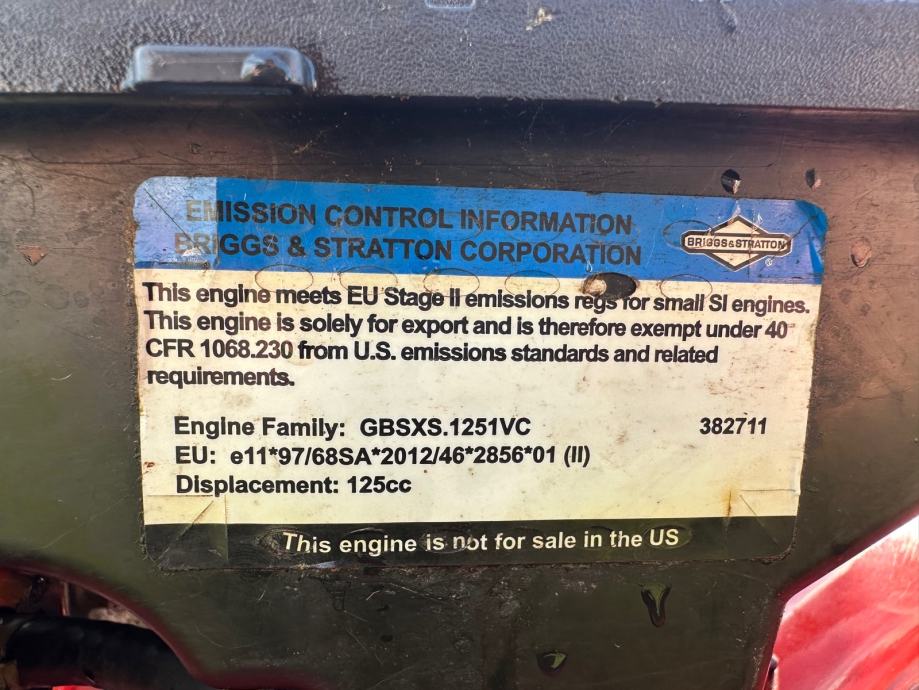 EMISSION CONTROL INFORMATION
BRIGGS & STRATTON CORPORATION
BRIGGS&STRATTON
®
This engine meets EU Stage II emissions regs for small SI engines.
This engine is solely for export and is therefore exempt under 40
CFR 1068.230 from U.S. emissions standards and related
requirements.
Engine Family: GBSXS.1251VC 382711
EU: e11*97/68SA*2012/46*2856*01 (II)
Displacement: 125cc
This engine is not for sale in the US